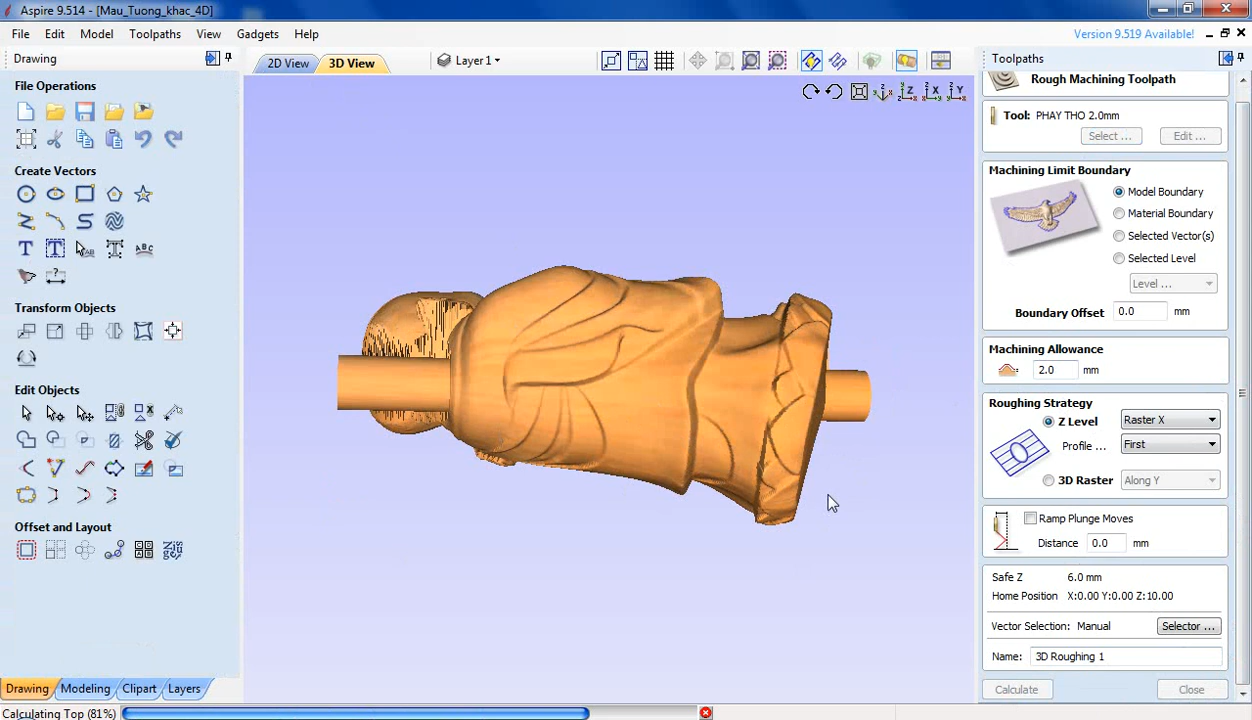 Aspire 9.514 - [Mau_Tuong_khac_4D]
File Edit Model Toolpaths View Gadgets Help
Version 9.519 Available!
Drawing
2D View
3D View
Layer 1
Toolpaths
File Operations
Create Vectors
Transform Objects
Edit Objects
Offset and Layout
Drawing Modeling Clipart Layers
Calculating Top (81%)
Rough Machining Toolpath
Tool: PHAY THO 2.0mm
Select ... Edit ...
Machining Limit Boundary
Model Boundary
Material Boundary
Selected Vector(s)
Selected Level
Level ...
Boundary Offset 0.0 mm
Machining Allowance
2.0 mm
Roughing Strategy
Z Level Raster X
Profile ... First
3D Raster Along Y
Ramp Plunge Moves
Distance 0.0 mm
Safe Z 6.0 mm
Home Position X:0.00 Y:0.00 Z:10.00
Vector Selection: Manual Selector ...
Name: 3D Roughing 1
Calculate Close